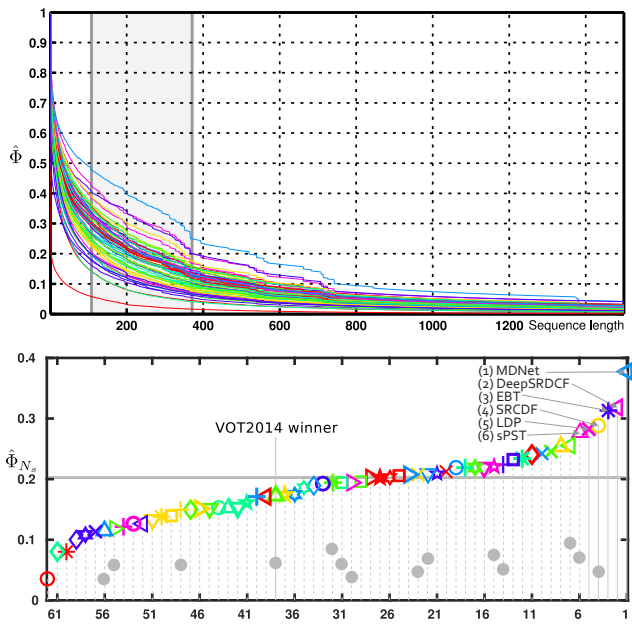 1
0.9
0.8
0.7
0.6
Φ̂ 0.5
0.4
0.3
0.2
0.1
0
200 400 600 800 1000 1200 Sequence length
0.4
(1) MDNet
(2) DeepSRDCF
(3) EBT
(4) SRCDF
(5) LDP
(6) sPST
0.3
VOT2014 winner
Φ̂Nₛ
0.2
0.1
0
61 56 51 46 41 36 31 26 21 16 11 6 1